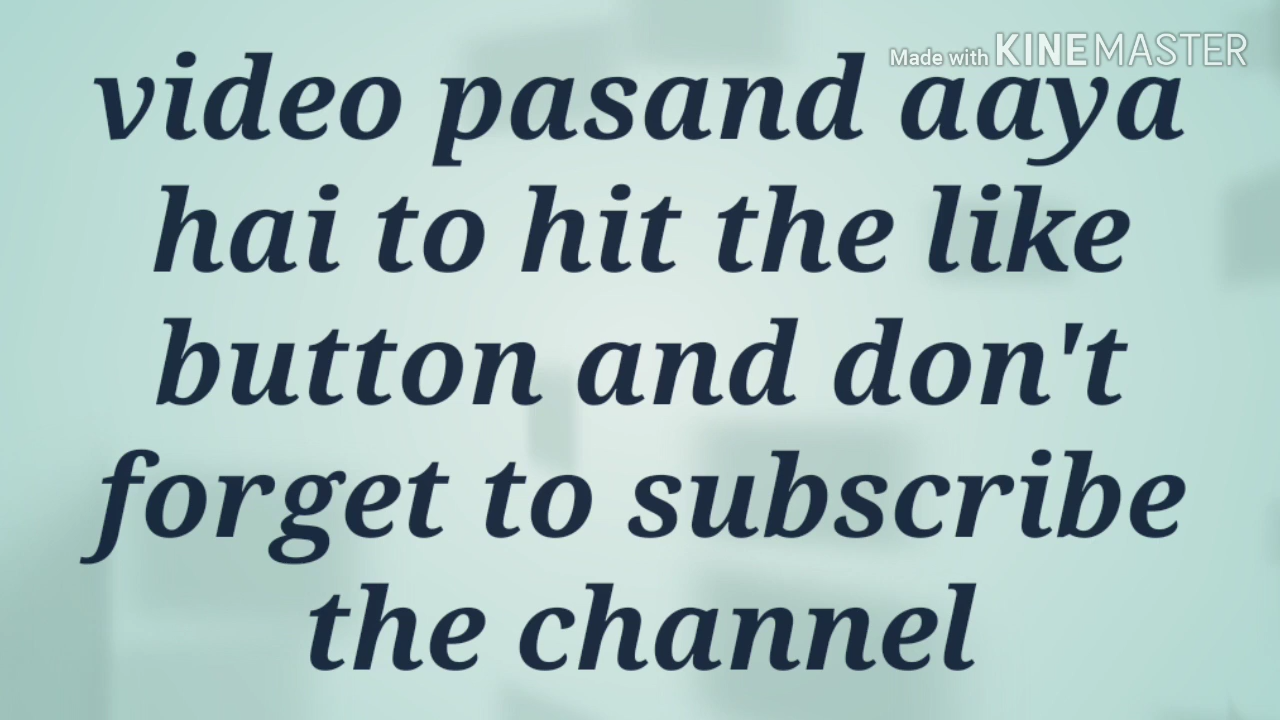 Made with KINEMASTER
video pasand aaya
hai to hit the like
button and don't
forget to subscribe
the channel